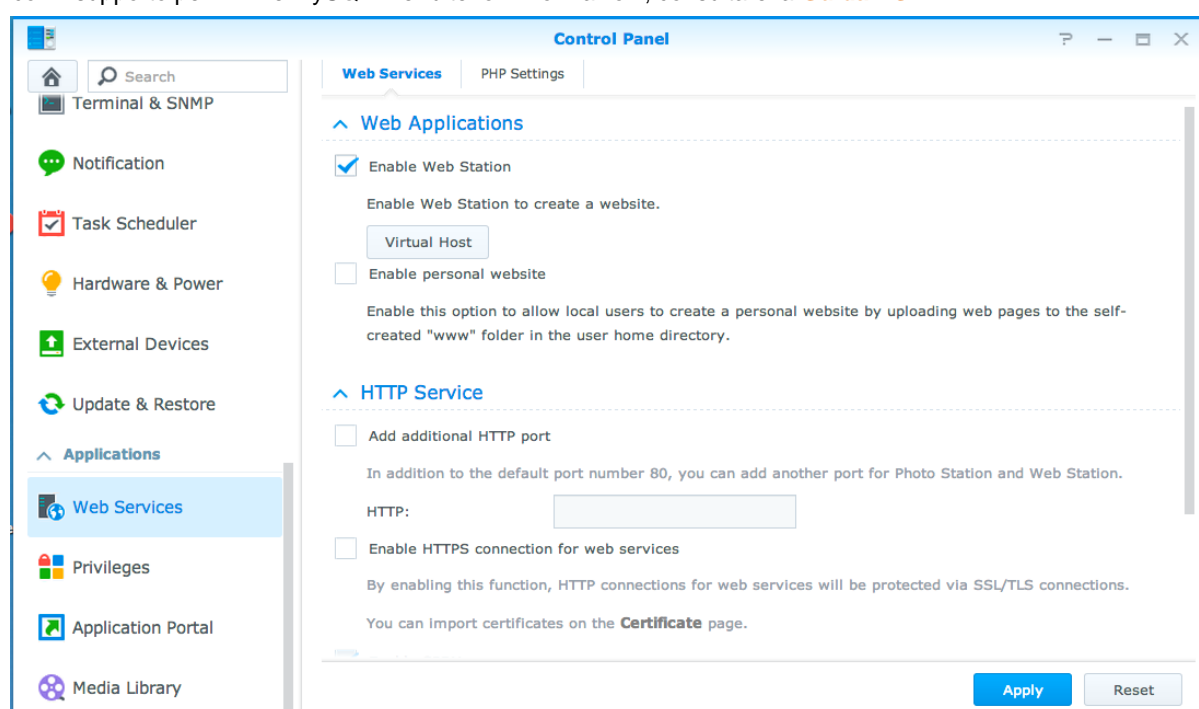 Control Panel
Search
Terminal & SNMP
Notification
Task Scheduler
Hardware & Power
External Devices
Update & Restore
Applications
Web Services
Privileges
Application Portal
Media Library
Web Services
PHP Settings
Web Applications
Enable Web Station
Enable Web Station to create a website.
Virtual Host
Enable personal website
Enable this option to allow local users to create a personal website by uploading web pages to the self-
created "www" folder in the user home directory.
HTTP Service
Add additional HTTP port
In addition to the default port number 80, you can add another port for Photo Station and Web Station.
HTTP:
Enable HTTPS connection for web services
By enabling this function, HTTP connections for web services will be protected via SSL/TLS connections.
You can import certificates on the Certificate page.
Apply
Reset